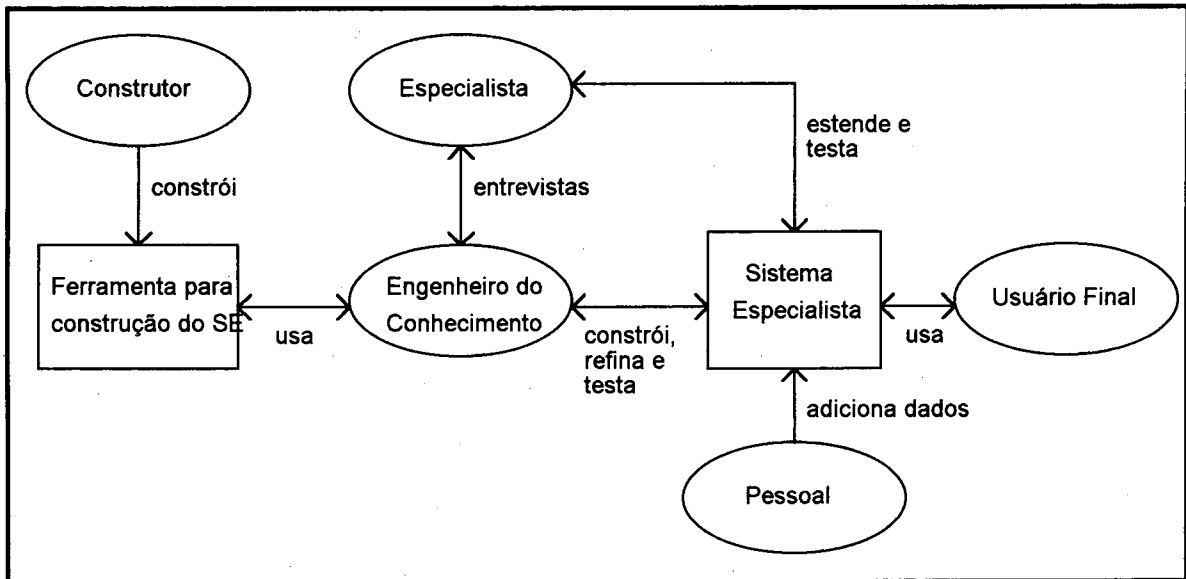 Construtor
Especialista
estende e
testa
constrói
entrevistas
Ferramenta para
construção do SE
usa
Engenheiro do
Conhecimento
constrói,
refina e
testa
Sistema
Especialista
usa
Usuário Final
adiciona dados
Pessoal